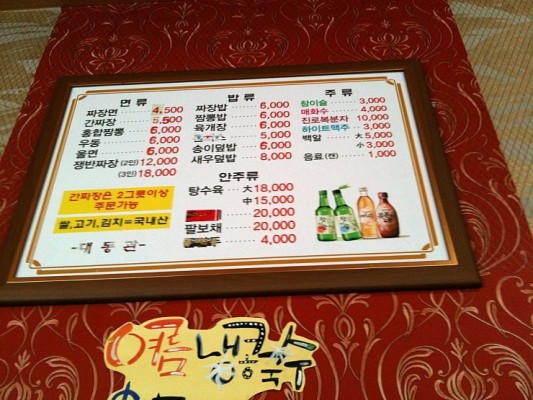 면 류
짜장면 4,500
간짜장 5,500
홍합짬뽕 6,000
우동 6,000
울면 6,000
쟁반짜장 (2인) 12,000
(3인) 18,000
간짜장은 2그릇이상
주문가능
쌀,고기,김치=국내산
-대동관-
밥 류
짜장밥 6,000
짬뽕밥 6,000
육개장 6,000
5,000
송이덮밥 6,000
새우덮밥 8,000
안주류
탕수육 大 18,000
中 15,000
20,000
팔보채 20,000
4,000
주 류
참이슬 3,000
매화수 4,000
진로복분자 10,000
하이트맥주 3,000
백알 大 5,000
小 3,000
음료(캔) 1,000
여름 냉콩국수